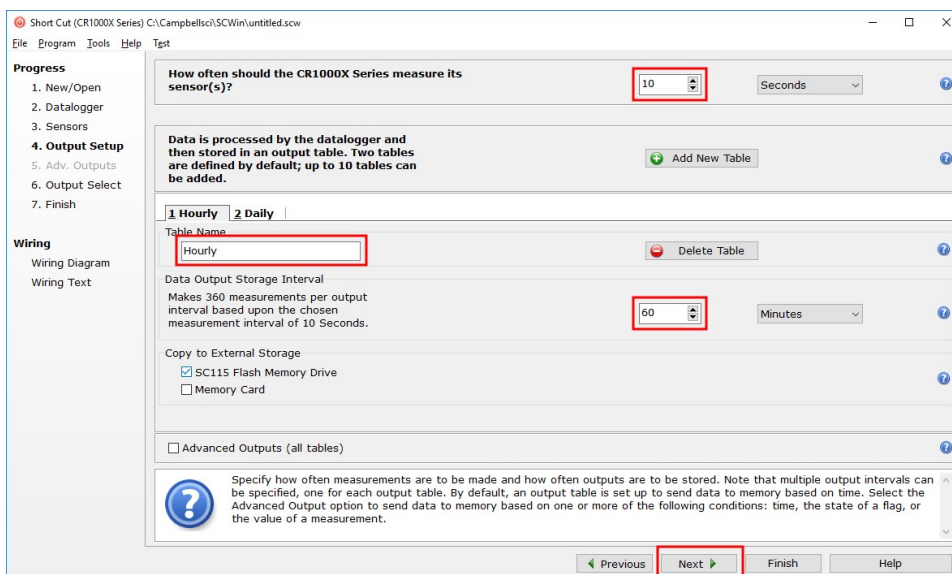 Short Cut (CR1000X Series) C:\Campbellsci\SCWin\untitled.scw
File Program Tools Help Test
Progress
1. New/Open
2. Datalogger
3. Sensors
4. Output Setup
5. Adv. Outputs
6. Output Select
7. Finish
Wiring
Wiring Diagram
Wiring Text
How often should the CR1000X Series measure its
sensor(s)?
10
Seconds
Data is processed by the datalogger and
then stored in an output table. Two tables
are defined by default; up to 10 tables can
be added.
Add New Table
1 Hourly 2 Daily
Table Name
Hourly
Delete Table
Data Output Storage Interval
Makes 360 measurements per output
interval based upon the chosen
measurement interval of 10 Seconds.
60
Minutes
Copy to External Storage
SC115 Flash Memory Drive
Memory Card
Advanced Outputs (all tables)
Specify how often measurements are to be made and how often outputs are to be stored. Note that multiple output intervals can
be specified, one for each output table. By default, an output table is set up to send data to memory based on time. Select the
Advanced Output option to send data to memory based on one or more of the following conditions: time, the state of a flag, or
the value of a measurement.
Previous Next Finish Help